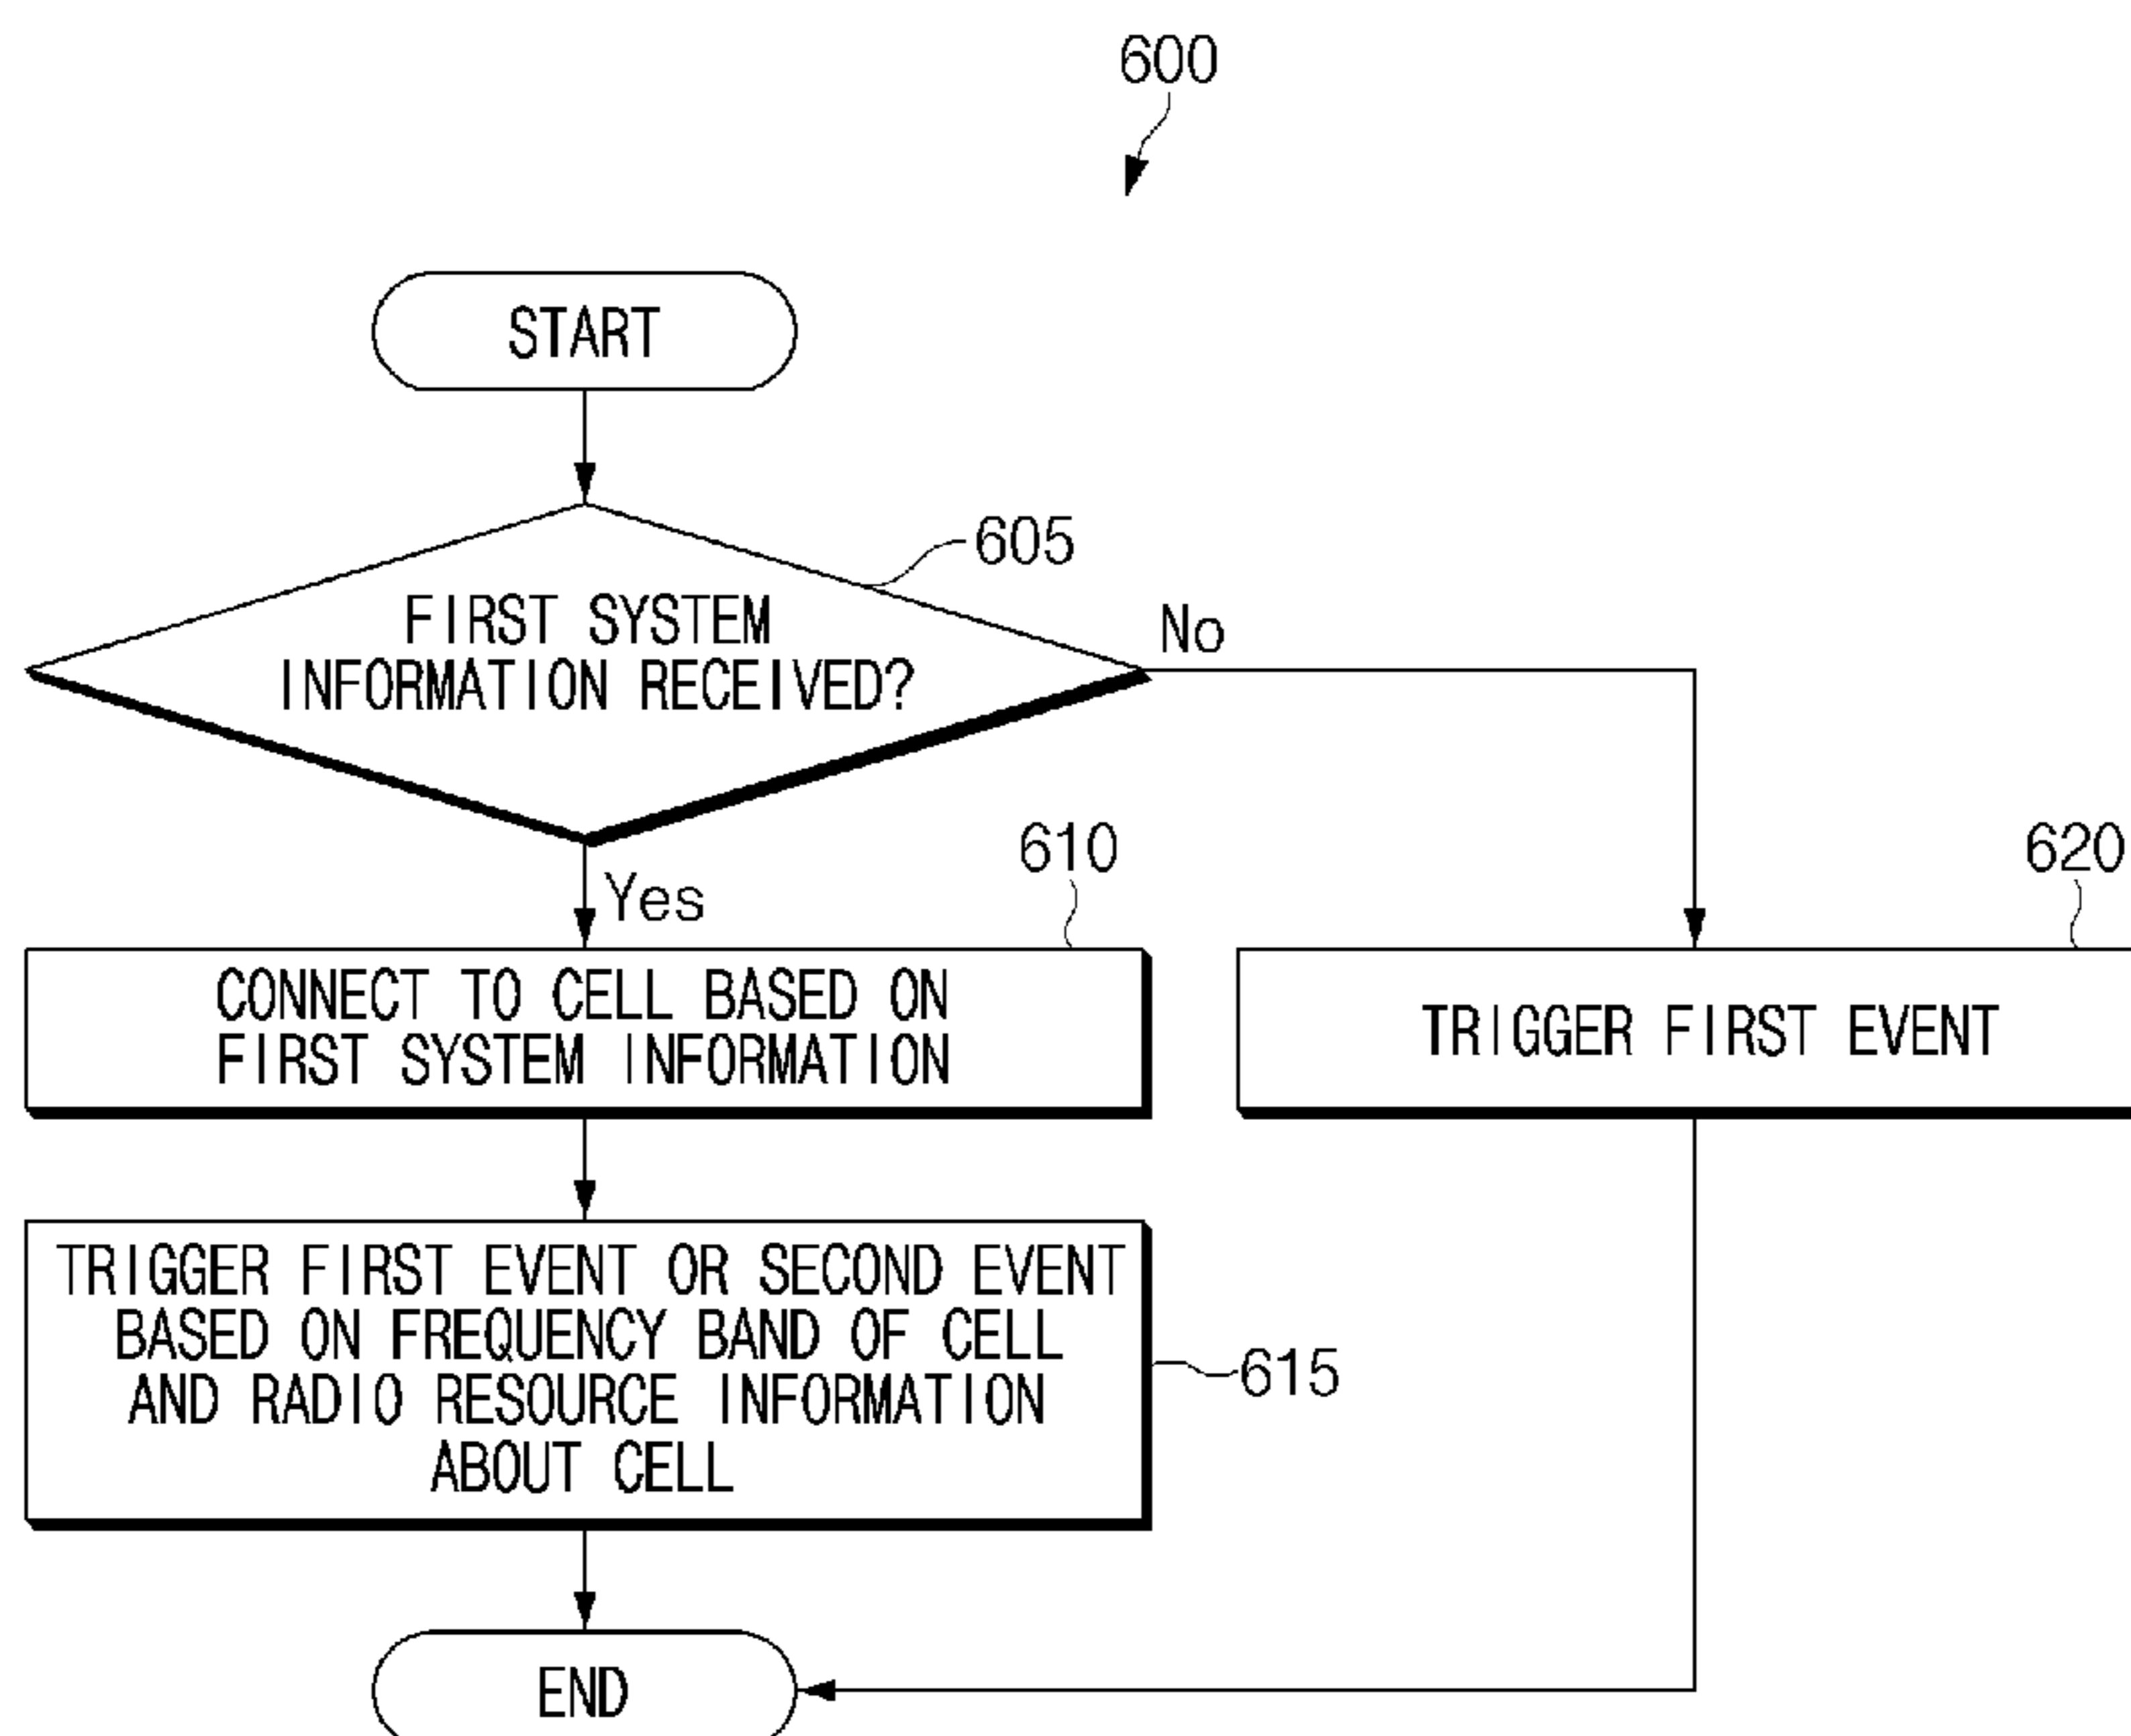 600
START
605
FIRST SYSTEM
INFORMATION RECEIVED?
No
Yes
610
CONNECT TO CELL BASED ON
FIRST SYSTEM INFORMATION
620
TRIGGER FIRST EVENT
TRIGGER FIRST EVENT OR SECOND EVENT
BASED ON FREQUENCY BAND OF CELL
AND RADIO RESOURCE INFORMATION
ABOUT CELL
615
END